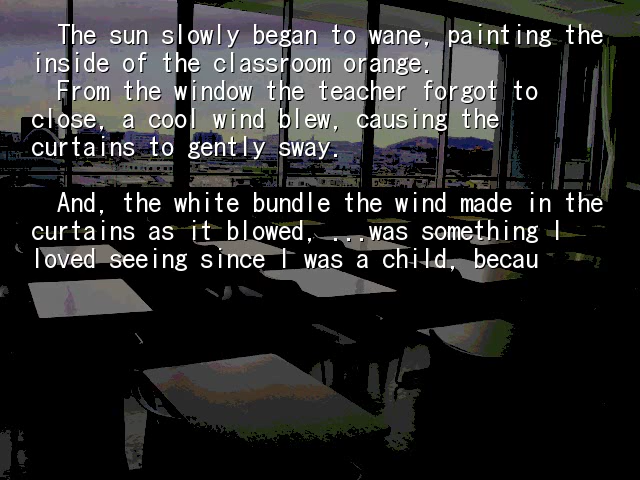 The sun slowly began to wane, painting the
inside of the classroom orange.
From the window the teacher forgot to
close, a cool wind blew, causing the
curtains to gently sway.
And, the white bundle the wind made in the
curtains as it blowed, ...was something I
loved seeing since I was a child, becau